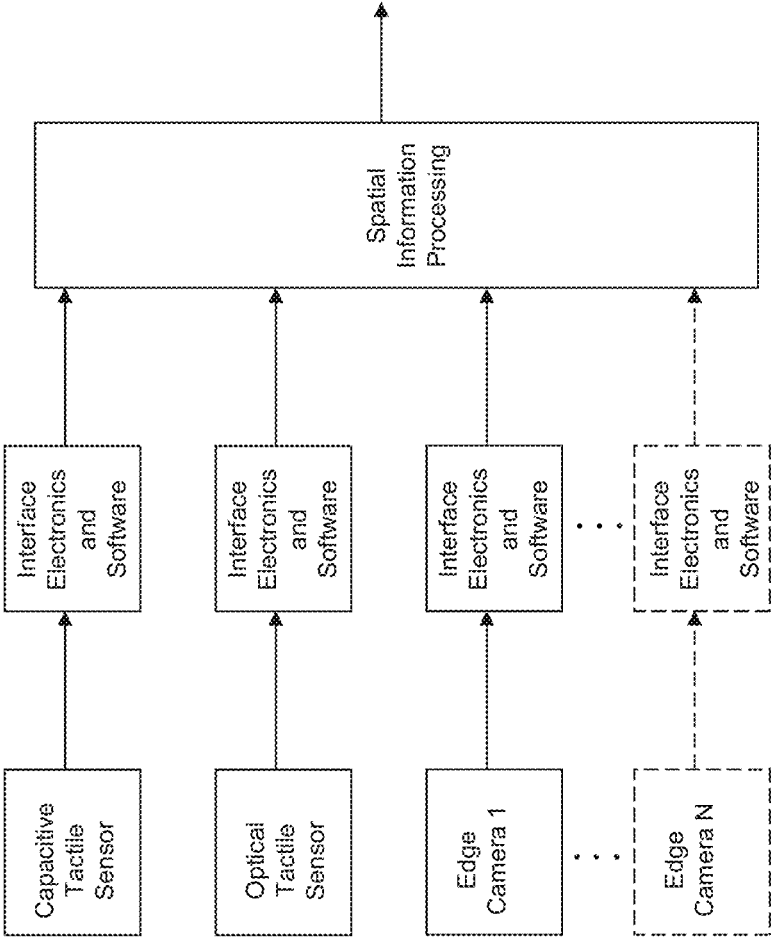 Capacitive
Tactile
Sensor
Interface
Electronics
and
Software
Optical
Tactile
Sensor
Interface
Electronics
and
Software
Edge
Camera 1
Interface
Electronics
and
Software
Edge
Camera N
Interface
Electronics
and
Software
Spatial
Information
Processing